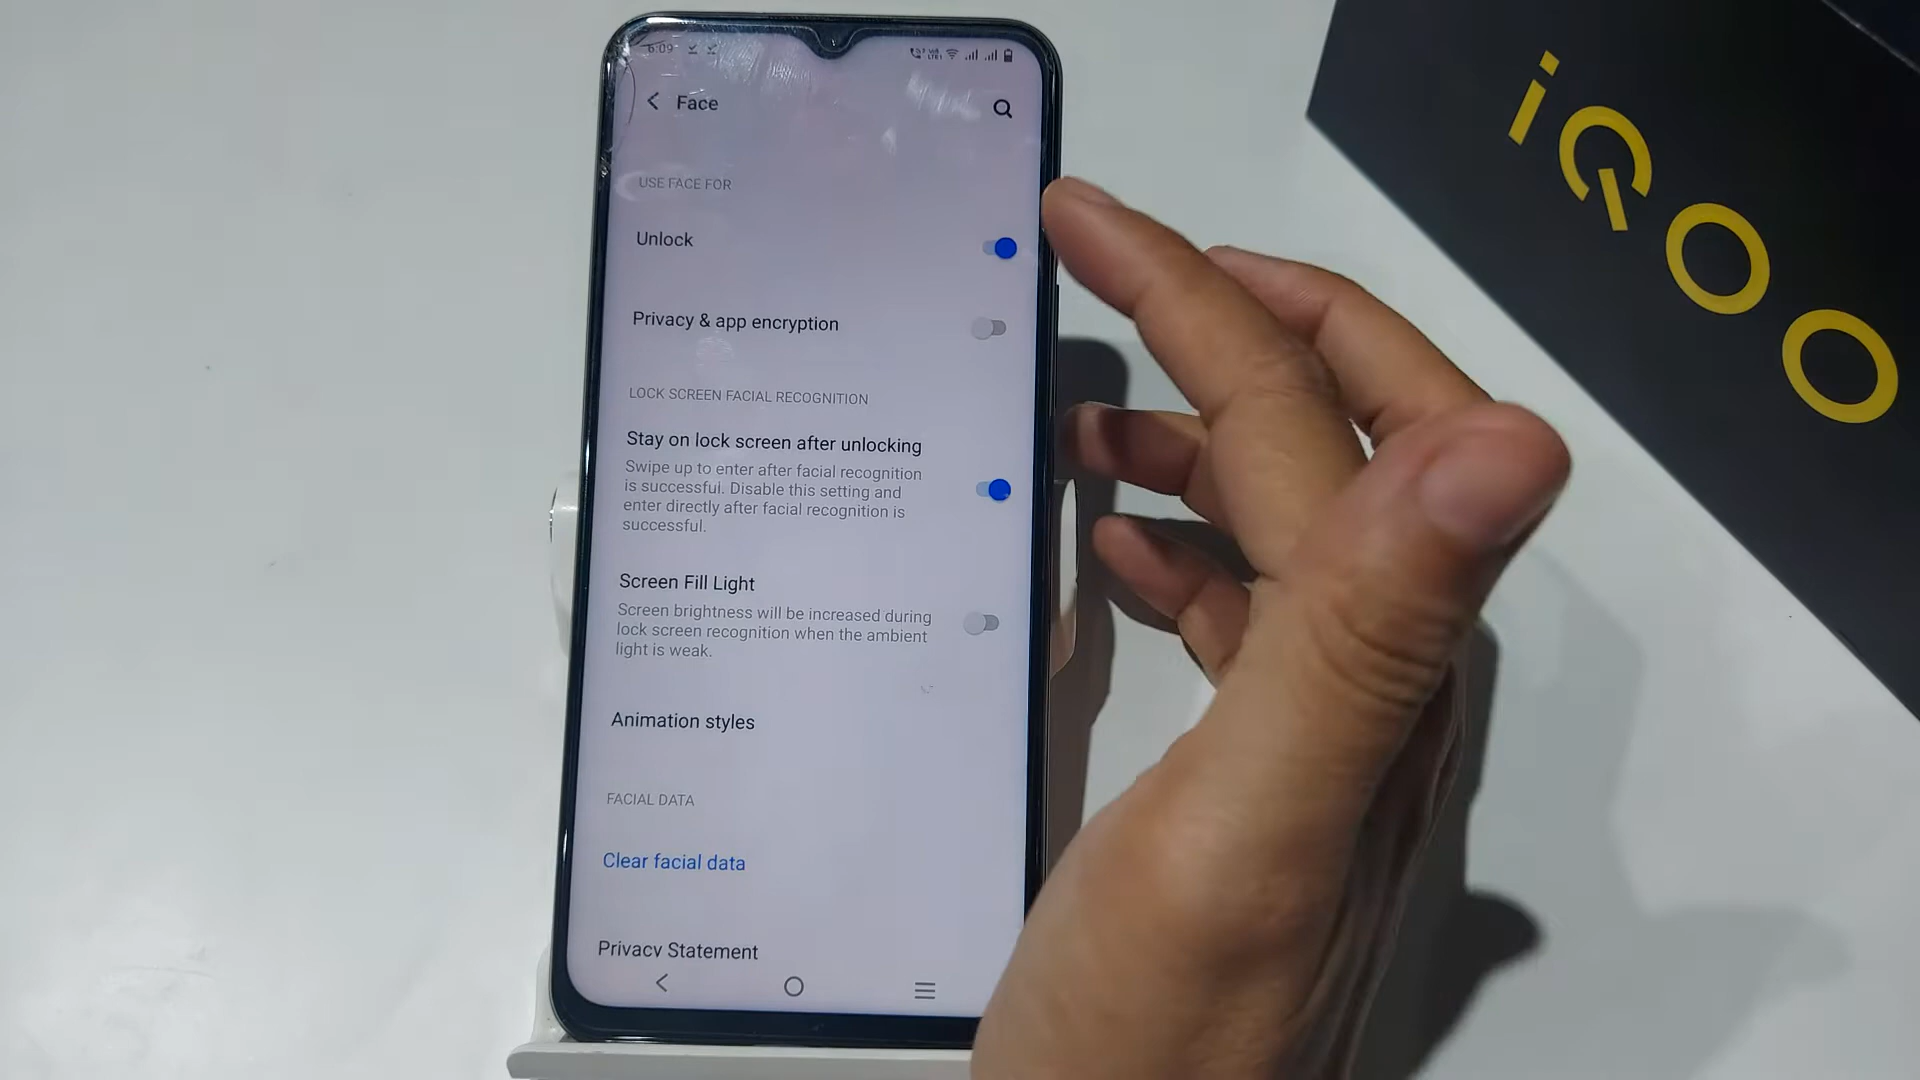 6:09
Face
USE FACE FOR
Unlock
Privacy & app encryption
LOCK SCREEN FACIAL RECOGNITION
Stay on lock screen after unlocking
Swipe up to enter after facial recognition
is successful. Disable this setting and
enter directly after facial recognition is
successful.
Screen Fill Light
Screen brightness will be increased during
lock screen recognition when the ambient
light is weak.
Animation styles
FACIAL DATA
Clear facial data
Privacy Statement
iQOO